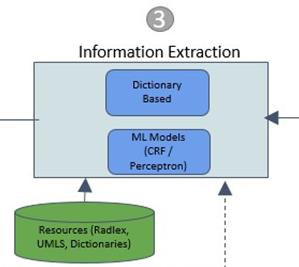 3
Information Extraction
Dictionary
Based
ML Models
(CRF /
Perceptron)
Resources (Radlex,
UMLS, Dictionaries)